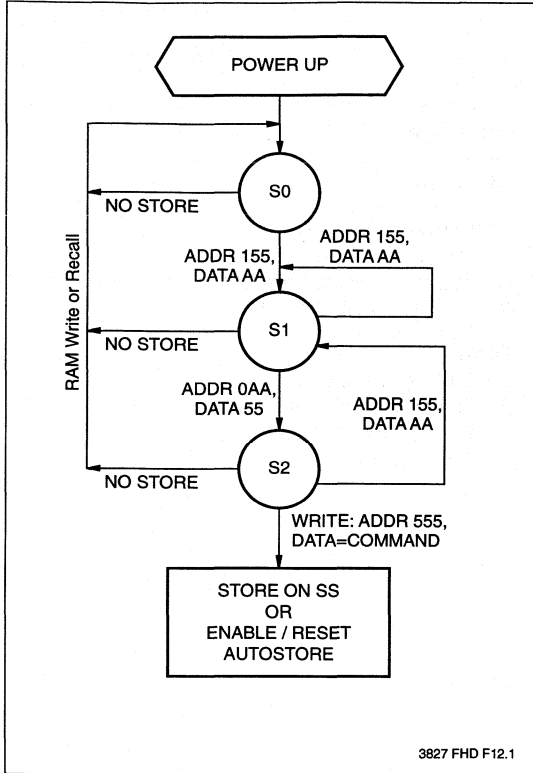 POWER UP
S0
NO STORE
ADDR 155,
DATA AA
ADDR 155,
DATA AA
RAM Write or Recall
S1
NO STORE
ADDR 0AA,
DATA 55
ADDR 155,
DATA AA
S2
NO STORE
WRITE: ADDR 555,
DATA=COMMAND
STORE ON SS
OR
ENABLE / RESET
AUTOSTORE
3827 FHD F12.1